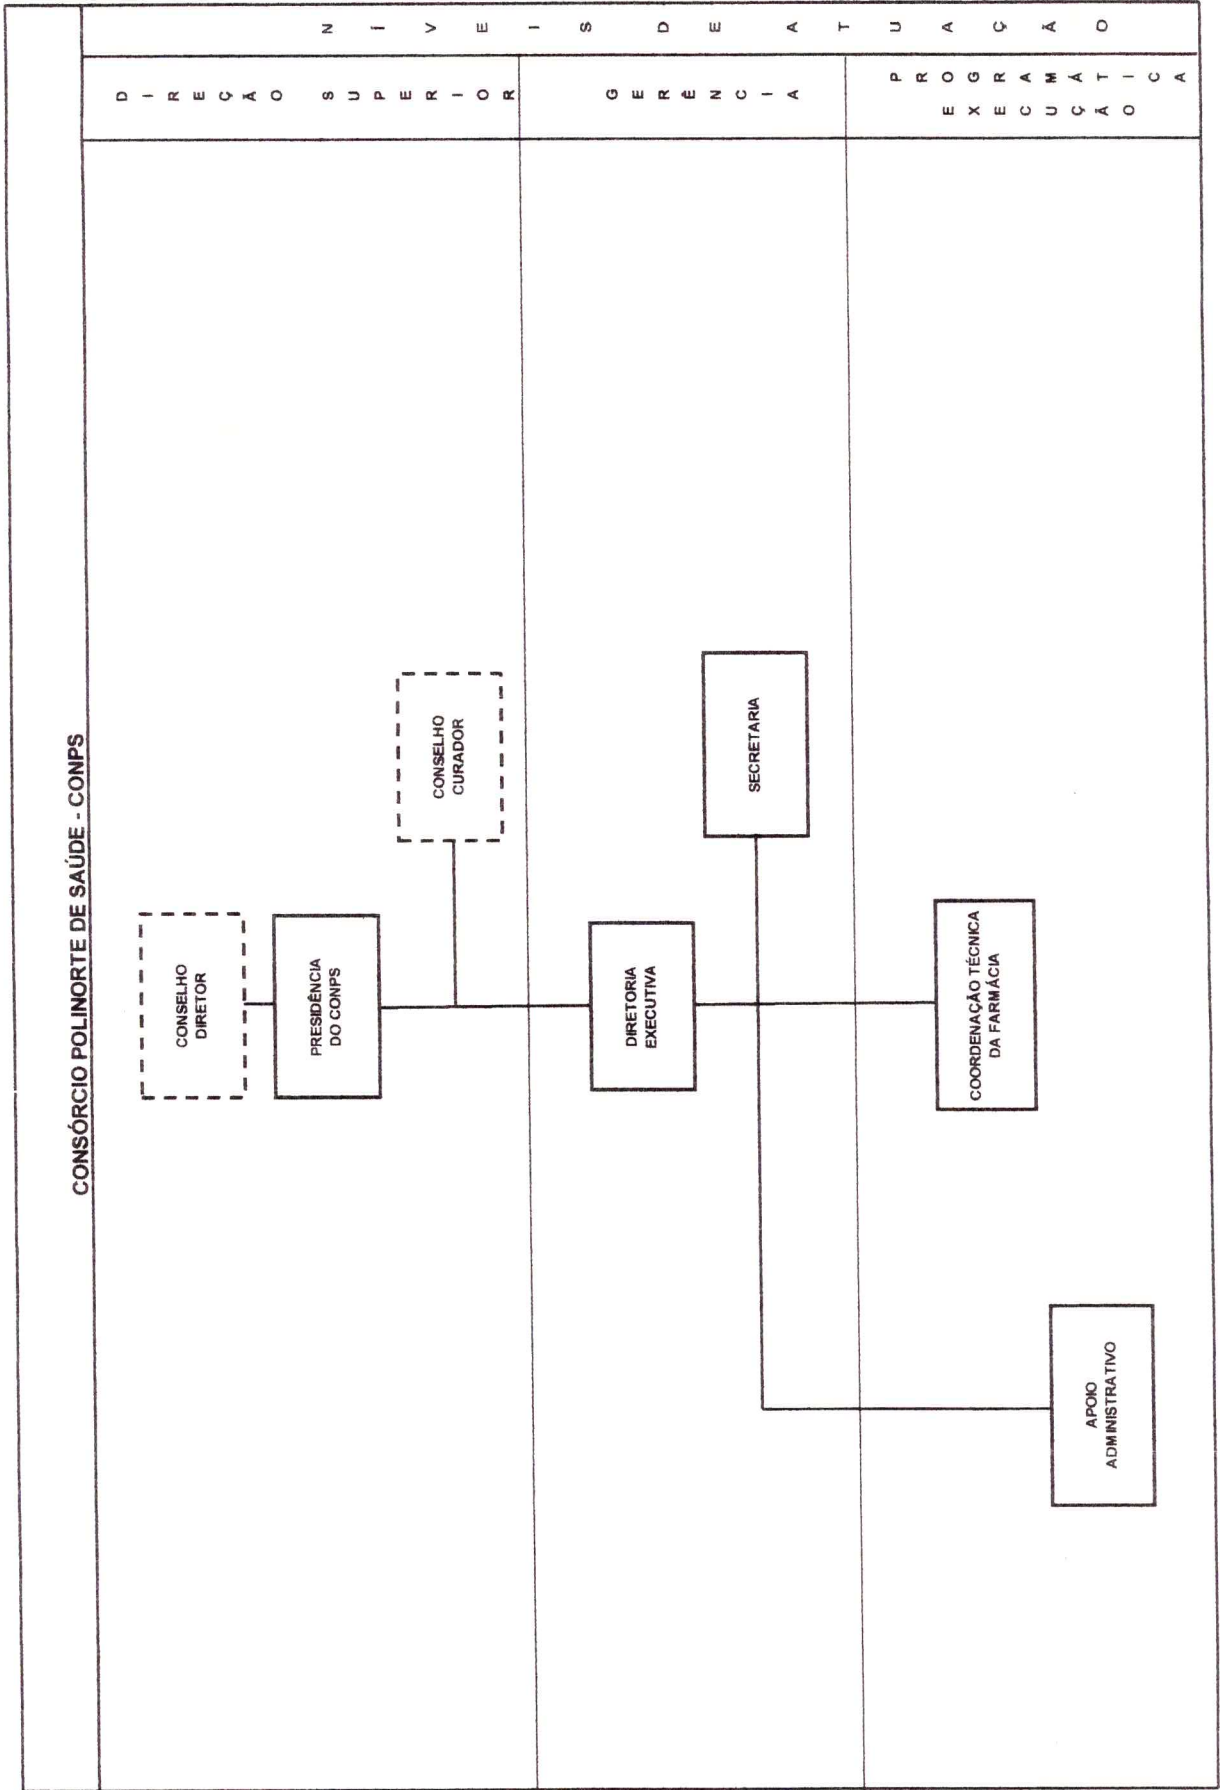 CONSÓRCIO POLINORTE DE SAÚDE - CONPS
NÍVEIS DE ATUAÇÃO
DIREÇÃO SUPERIOR
CONSELHO
DIRETOR
PRESIDÊNCIA
DO CONPS
CONSELHO
CURADOR
GERÊNCIA
DIRETORIA
EXECUTIVA
SECRETARIA
EXECUÇÃO
PROGRAMÁTICA
COORDENAÇÃO TÉCNICA
DA FARMÁCIA
APOIO
ADMINISTRATIVO